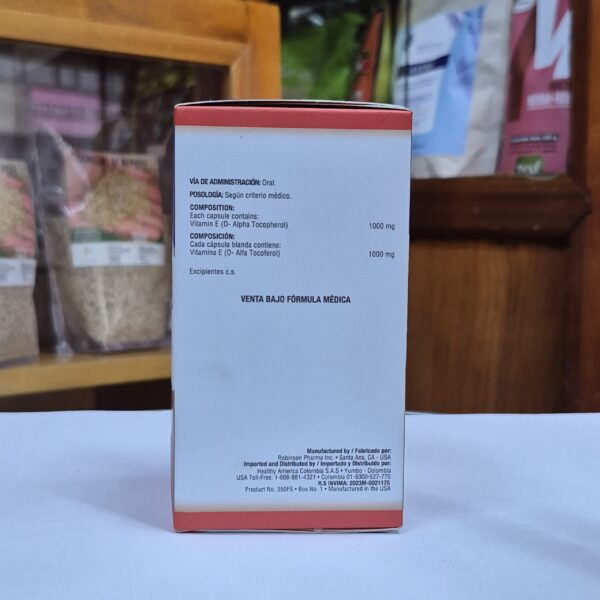 VÍA DE ADMINISTRACIÓN: Oral.
POSOLOGÍA: Según criterio médico.
COMPOSITION:
Each capsule contains:
Vitamin E (D- Alpha Tocopherol) 1000 mg
COMPOSICIÓN:
Cada cápsula blanda contiene:
Vitamina E (D- Alfa Tocoferol) 1000 mg
Excipientes c.s.
VENTA BAJO FÓRMULA MÉDICA
Manufactured by / Fabricado por:
Robinson Pharma Inc. • Santa Ana, CA - USA
Imported and Distributed by / Importado y Distribuido por:
Healthy America Colombia S.A.S • Yumbo - Colombia
USA Toll-Free: 1-866-981-4321 • Colombia 01-8000-527-775
R.S INVIMA: 2023M-0021175
Product No. 350FS • Box No. 1 • Manufactured in the USA